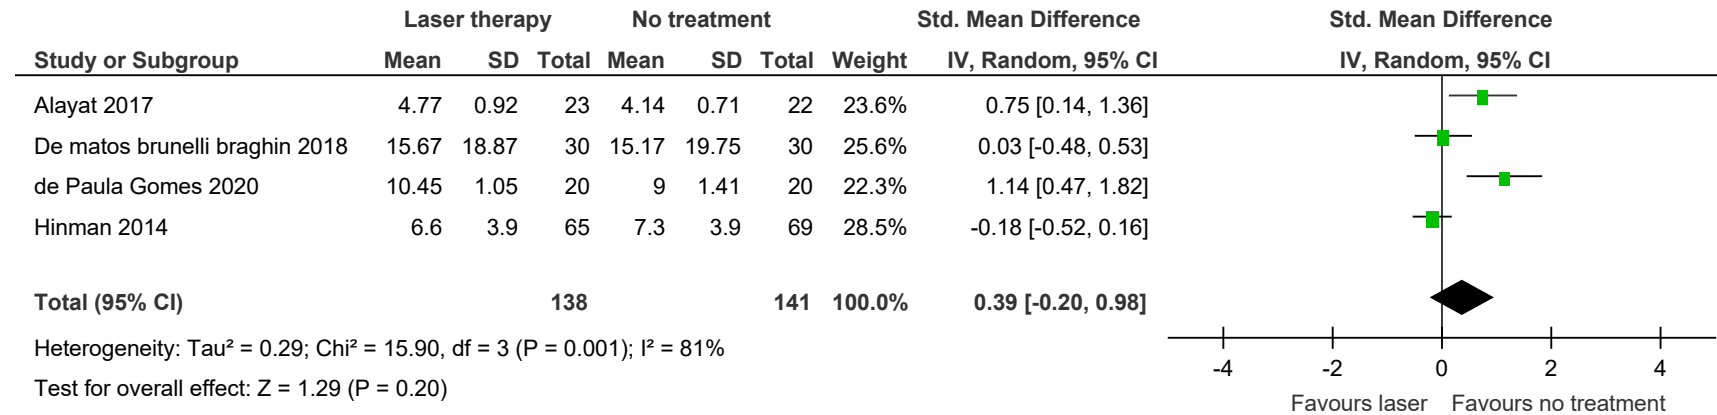 Laser therapy No treatment Std. Mean Difference Std. Mean Difference
Study or Subgroup Mean SD Total Mean SD Total Weight IV, Random, 95% CI IV, Random, 95% CI
Alayat 2017 4.77 0.92 23 4.14 0.71 22 23.6% 0.75 [0.14, 1.36]
De matos brunelli braghin 2018 15.67 18.87 30 15.17 19.75 30 25.6% 0.03 [-0.48, 0.53]
de Paula Gomes 2020 10.45 1.05 20 9 1.41 20 22.3% 1.14 [0.47, 1.82]
Hinman 2014 6.6 3.9 65 7.3 3.9 69 28.5% -0.18 [-0.52, 0.16]
Total (95% CI) 138 141 100.0% 0.39 [-0.20, 0.98]
Heterogeneity: Tau² = 0.29; Chi² = 15.90, df = 3 (P = 0.001); I² = 81%
Test for overall effect: Z = 1.29 (P = 0.20)
-4 -2 0 2 4
Favours laser Favours no treatment